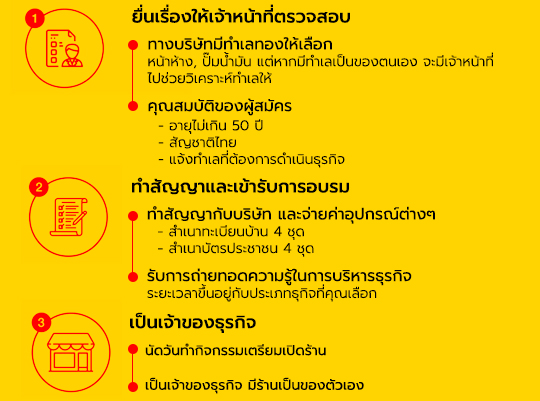 1
ยื่นเรื่องให้เจ้าหน้าที่ตรวจสอบ
ทางบริษัทมีทำเลทองให้เลือก
หน้าห้าง, ปั๊มน้ำมัน แต่หากมีทำเลเป็นของตนเอง จะมีเจ้าหน้าที่
ไปช่วยวิเคราะห์ทำเลให้
คุณสมบัติของผู้สมัคร
- อายุไม่เกิน 50 ปี
- สัญชาติไทย
- แจ้งทำเลที่ต้องการดำเนินธุรกิจ
2
ทำสัญญาและเข้ารับการอบรม
ทำสัญญากับบริษัท และจ่ายค่าอุปกรณ์ต่างๆ
- สำเนาทะเบียนบ้าน 4 ชุด
- สำเนาบัตรประชาชน 4 ชุด
รับการถ่ายทอดความรู้ในการบริหารธุรกิจ
ระยะเวลาขึ้นอยู่กับประเภทธุกิจที่คุณเลือก
3
เป็นเจ้าของธุรกิจ
นัดวันทำกิจกรรมเตรียมเปิดร้าน
เป็นเจ้าของธุรกิจ มีร้านเป็นของตัวเอง